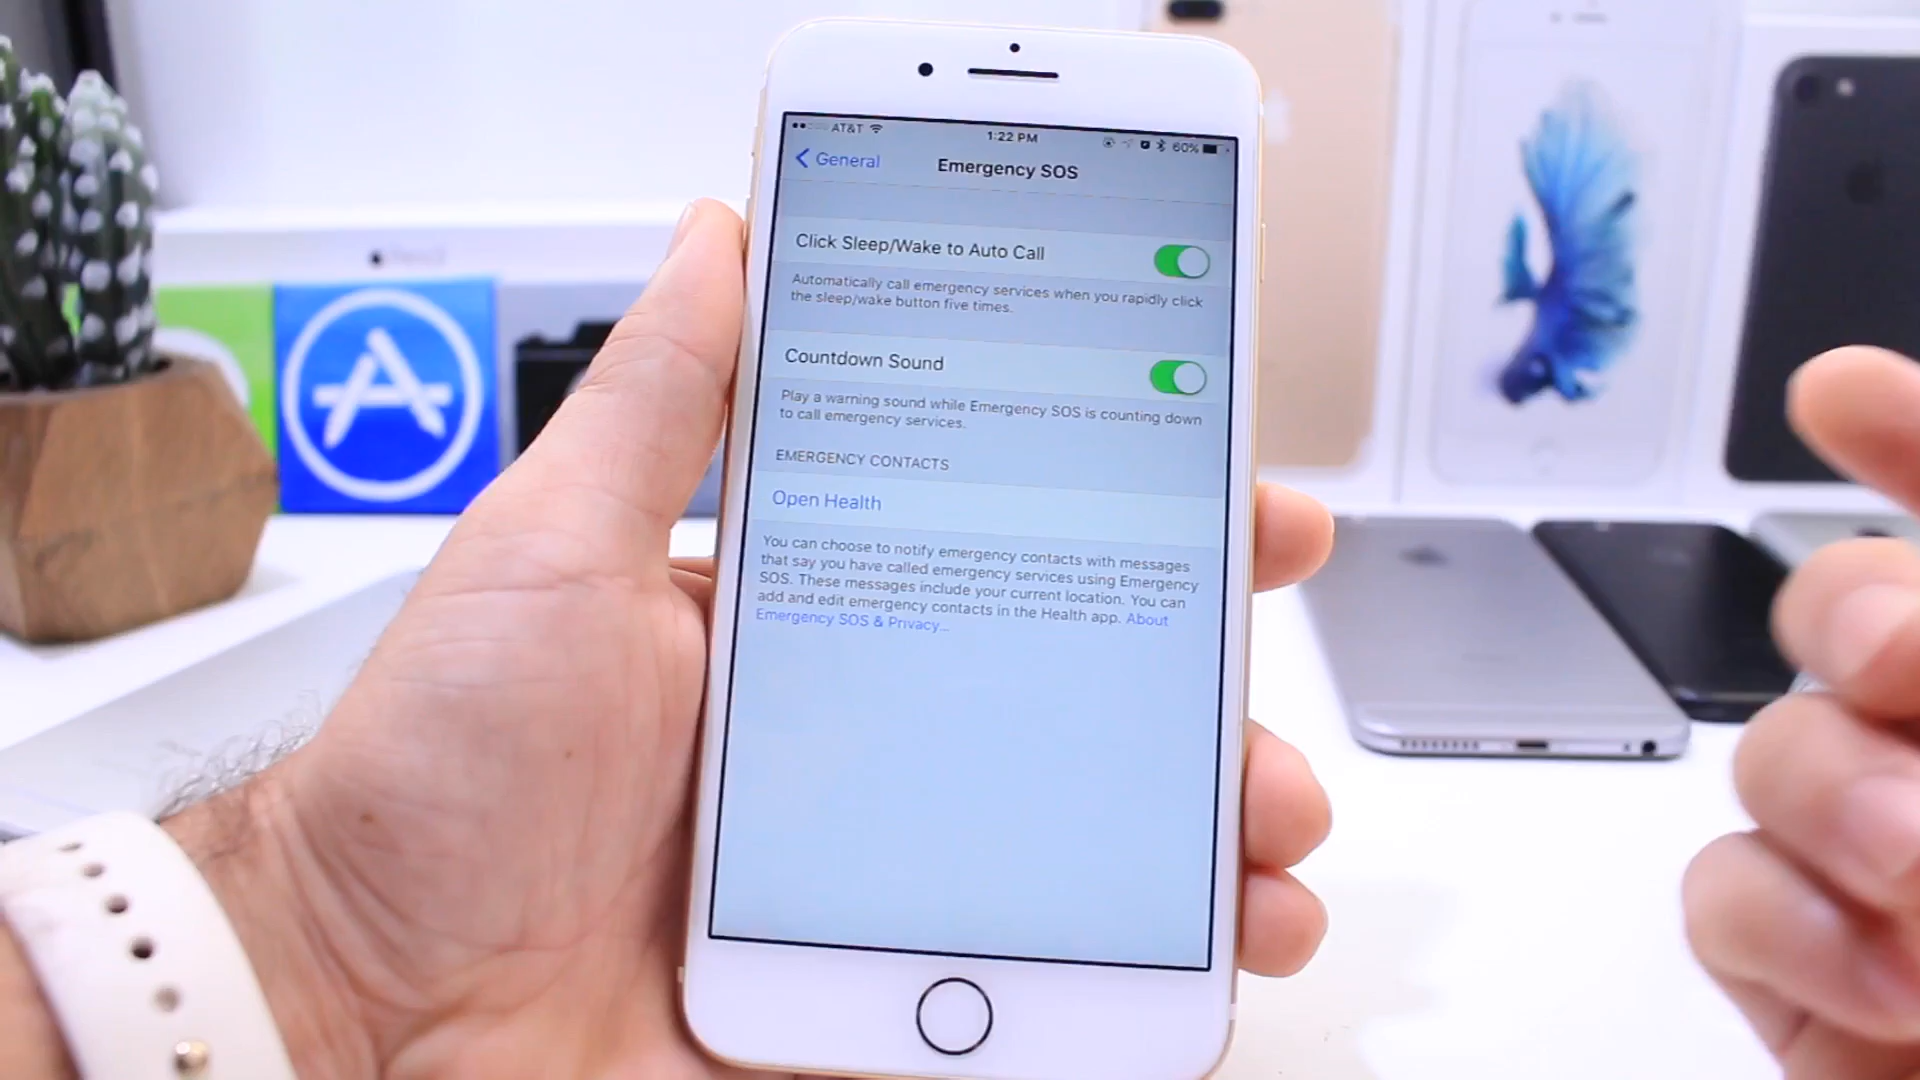 AT&T 1:22 PM 60%
General Emergency SOS
Click Sleep/Wake to Auto Call
Automatically call emergency services when you rapidly click
the sleep/wake button five times.
Countdown Sound
Play a warning sound while Emergency SOS is counting down
to call emergency services.
EMERGENCY CONTACTS
Open Health
You can choose to notify emergency contacts with messages
that say you have called emergency services using Emergency
SOS. These messages include your current location. You can
add and edit emergency contacts in the Health app. About
Emergency SOS & Privacy...